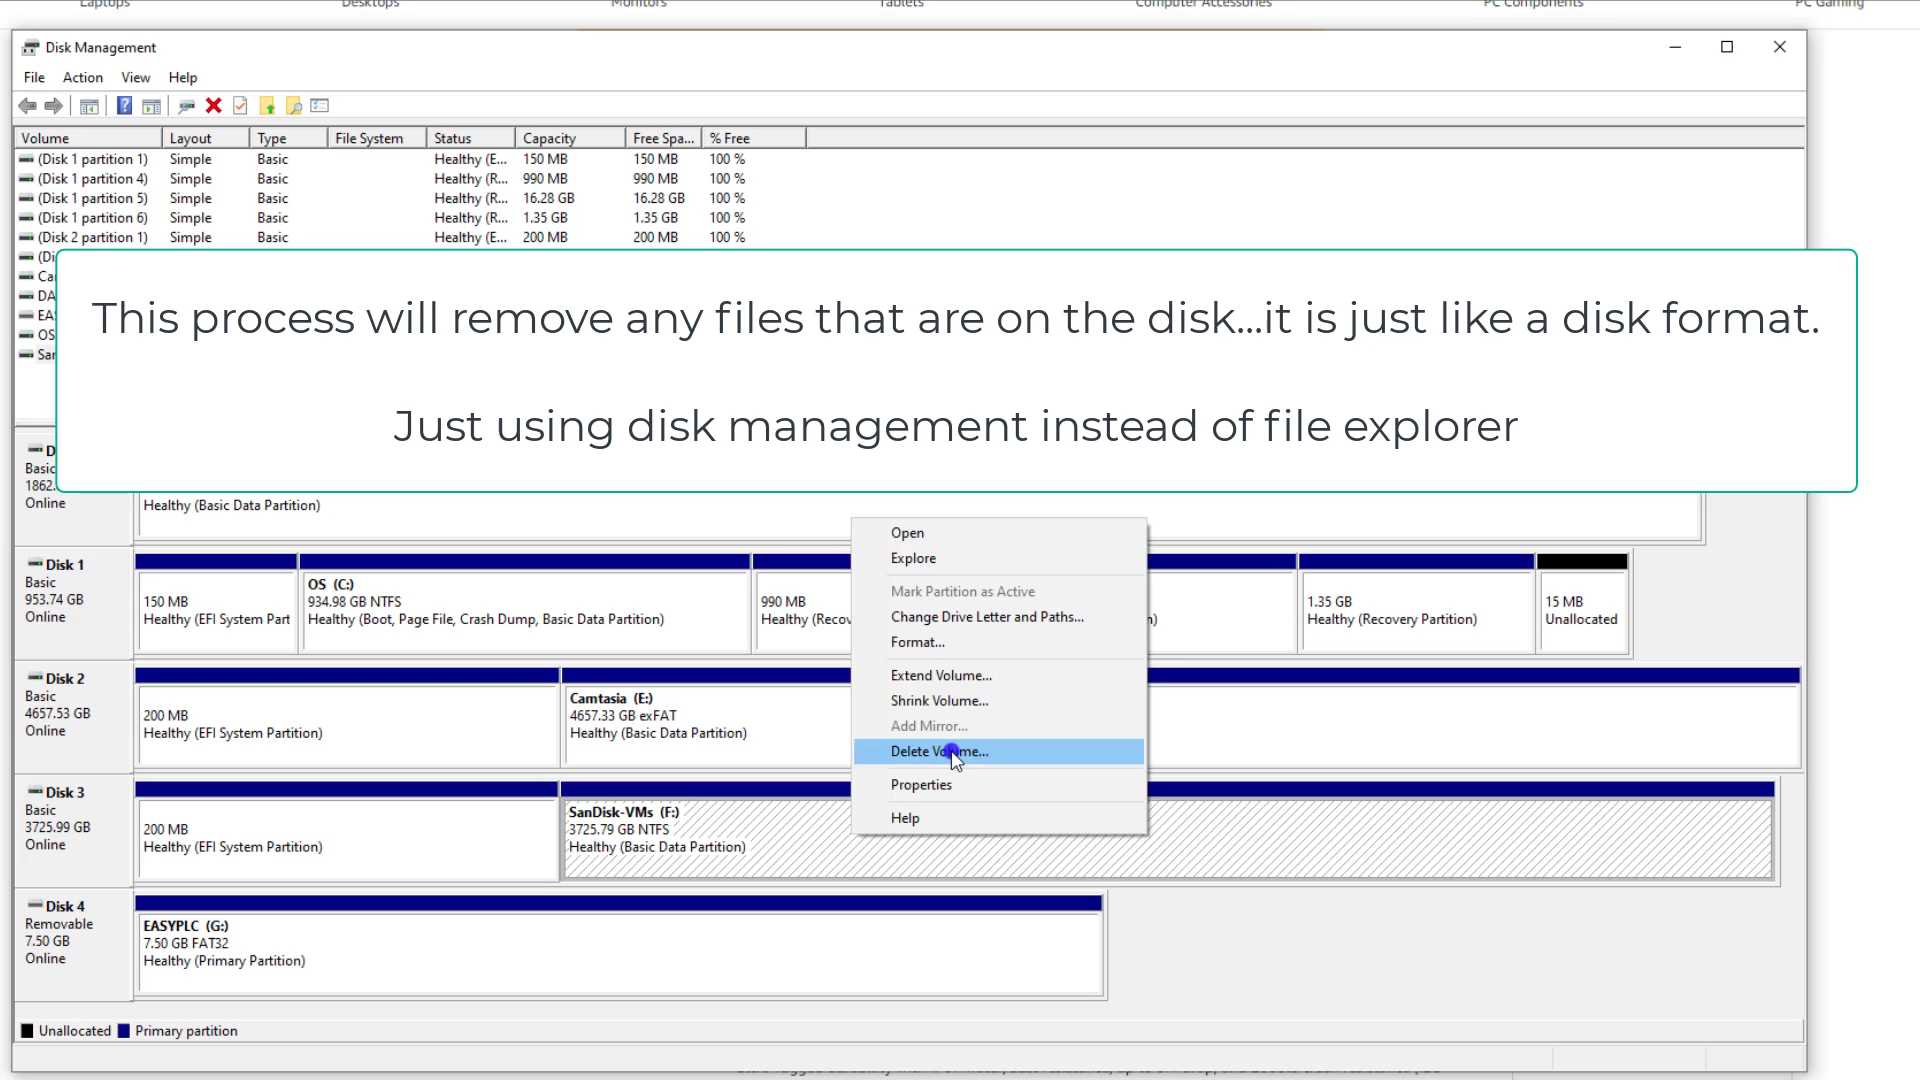 Laptops Desktops Monitors Tablets Computer Accessories PC Components PC Gaming
Disk Management
File Action View Help
Volume Layout Type File System Status Capacity Free Spa... % Free
(Disk 1 partition 1) Simple Basic Healthy (E... 150 MB 150 MB 100 %
(Disk 1 partition 4) Simple Basic Healthy (R... 990 MB 990 MB 100 %
(Disk 1 partition 5) Simple Basic Healthy (R... 16.28 GB 16.28 GB 100 %
(Disk 1 partition 6) Simple Basic Healthy (R... 1.35 GB 1.35 GB 100 %
(Disk 2 partition 1) Simple Basic Healthy (E... 200 MB 200 MB 100 %
(Di
Ca
DA
EA
OS
Sar
This process will remove any files that are on the disk...it is just like a disk format.
Just using disk management instead of file explorer
D
Basic
1862.
Online
Healthy (Basic Data Partition)
Open
Explore
Mark Partition as Active
Change Drive Letter and Paths...
Format...
Extend Volume...
Shrink Volume...
Add Mirror...
Delete Volume...
Properties
Help
Disk 1
Basic
953.74 GB
Online
150 MB
Healthy (EFI System Part
OS (C:)
934.98 GB NTFS
Healthy (Boot, Page File, Crash Dump, Basic Data Partition)
990 MB
Healthy (Recov
n)
1.35 GB
Healthy (Recovery Partition)
15 MB
Unallocated
Disk 2
Basic
4657.53 GB
Online
200 MB
Healthy (EFI System Partition)
Camtasia (E:)
4657.33 GB exFAT
Healthy (Basic Data Partition)
Disk 3
Basic
3725.99 GB
Online
200 MB
Healthy (EFI System Partition)
SanDisk-VMs (F:)
3725.79 GB NTFS
Healthy (Basic Data Partition)
Disk 4
Removable
7.50 GB
Online
EASYPLC (G:)
7.50 GB FAT32
Healthy (Primary Partition)
Unallocated Primary partition